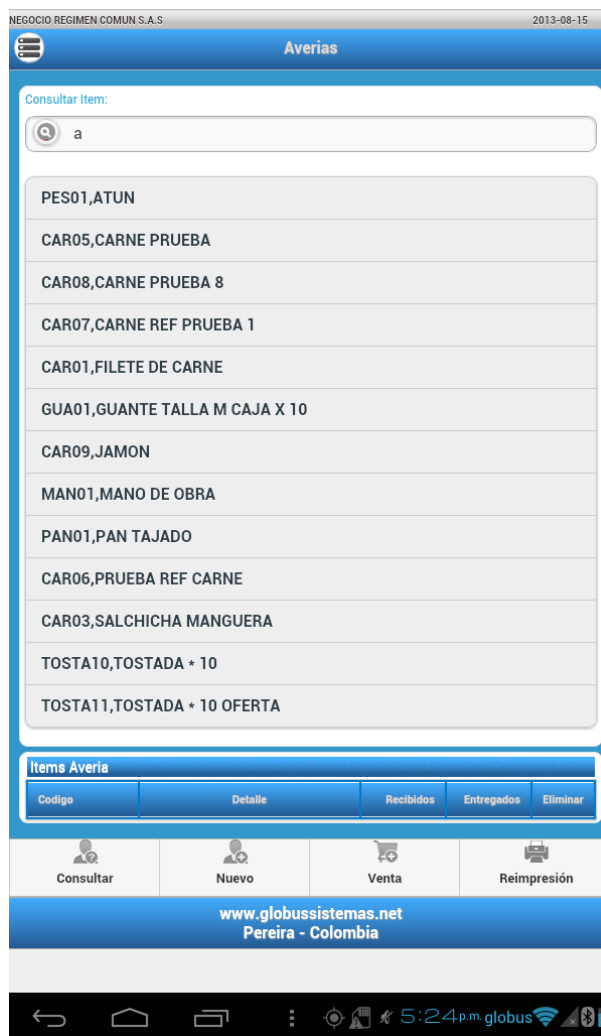 NEGOCIO REGIMEN COMUN S.A.S 2013-08-15
Averias
Consultar Item:
a
PES01,ATUN
CAR05,CARNE PRUEBA
CAR08,CARNE PRUEBA 8
CAR07,CARNE REF PRUEBA 1
CAR01,FILETE DE CARNE
GUA01,GUANTE TALLA M CAJA X 10
CAR09,JAMON
MAN01,MANO DE OBRA
PAN01,PAN TAJADO
CAR06,PRUEBA REF CARNE
CAR03,SALCHICHA MANGUERA
TOSTA10,TOSTADA * 10
TOSTA11,TOSTADA * 10 OFERTA
Items Averia
Codigo Detalle Recibidos Entregados Eliminar
Consultar Nuevo Venta Reimpresión
www.globussistemas.net
Pereira - Colombia
5:24 p.m. globus